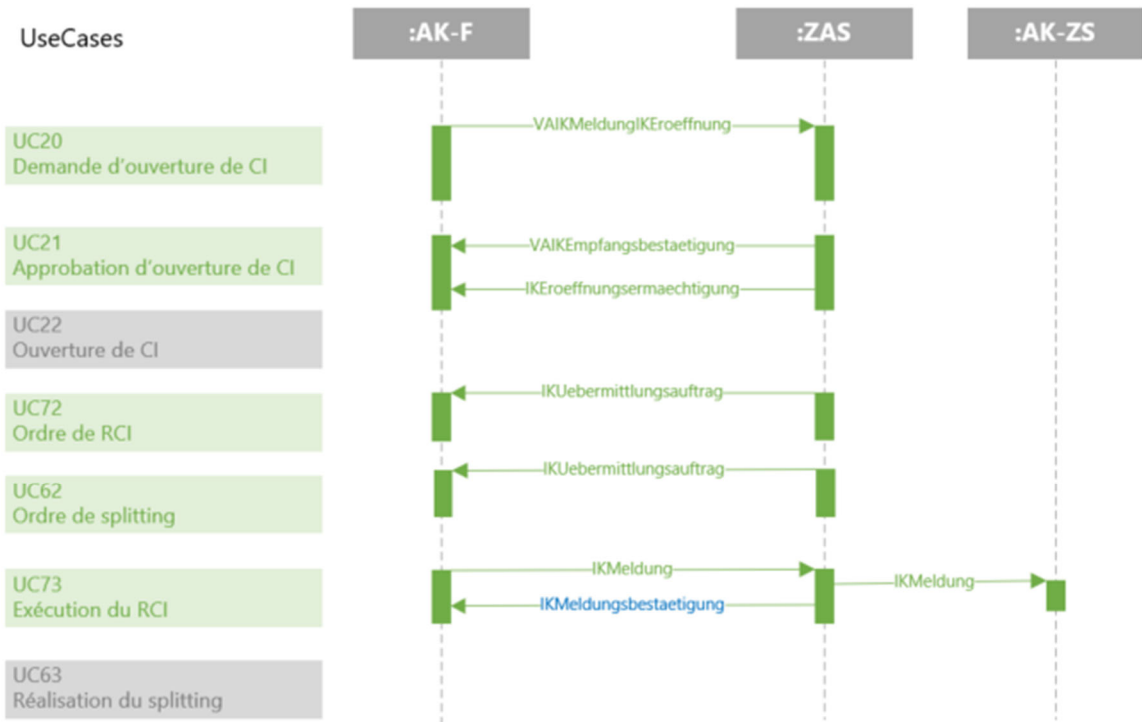 UseCases
:AK-F
:ZAS
:AK-ZS
UC20
Demande d'ouverture de CI
VAIKMeldungIKEroeffnung
UC21
Approbation d'ouverture de CI
VAIKEmpfangsbestaetigung
IKEroeffnungsermaechtigung
UC22
Ouverture de CI
UC72
Ordre de RCI
IKUebermittlungsauftrag
UC62
Ordre de splitting
IKUebermittlungsauftrag
UC73
Exécution du RCI
IKMeldung
IKMeldung
IKMeldungsbestaetigung
UC63
Réalisation du splitting